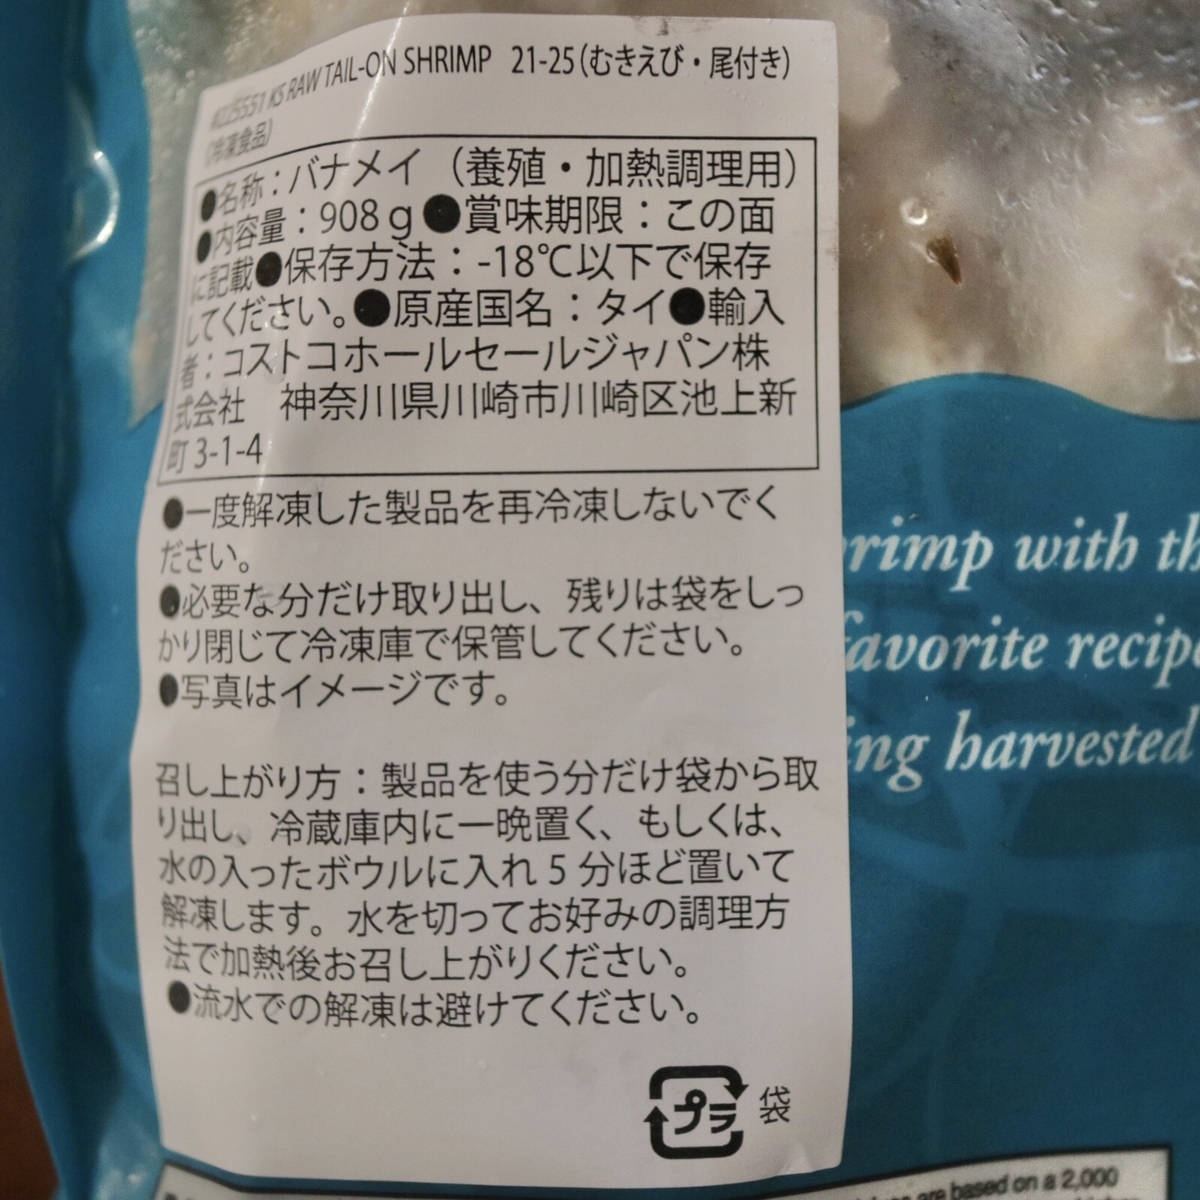 KS RAW TAIL-ON SHRIMP 21-25(むきえび・尾付き)
(冷凍食品)
●名称：バナメイ（養殖・加熱調理用）
●内容量：908g●賞味期限：この面
に記載●保存方法：-18℃以下で保存
してください。●原産国名：タイ●輸入
者：コストコホールセールジャパン株
式会社　神奈川県川崎市川崎区池上新
町 3-1-4
●一度解凍した製品を再冷凍しないでく
ださい。
●必要な分だけ取り出し、残りは袋をしっ
かり閉じて冷凍庫で保管してください。
●写真はイメージです。
召し上がり方：製品を使う分だけ袋から取
り出し、冷蔵庫内に一晩置く、もしくは、
水の入ったボウルに入れ 5 分ほど置いて
解凍します。水を切ってお好みの調理方
法で加熱後お召し上がりください。
●流水での解凍は避けてください。
プラ 袋
rimp with th
favorite recip
ing harvested
are based on a 2,000